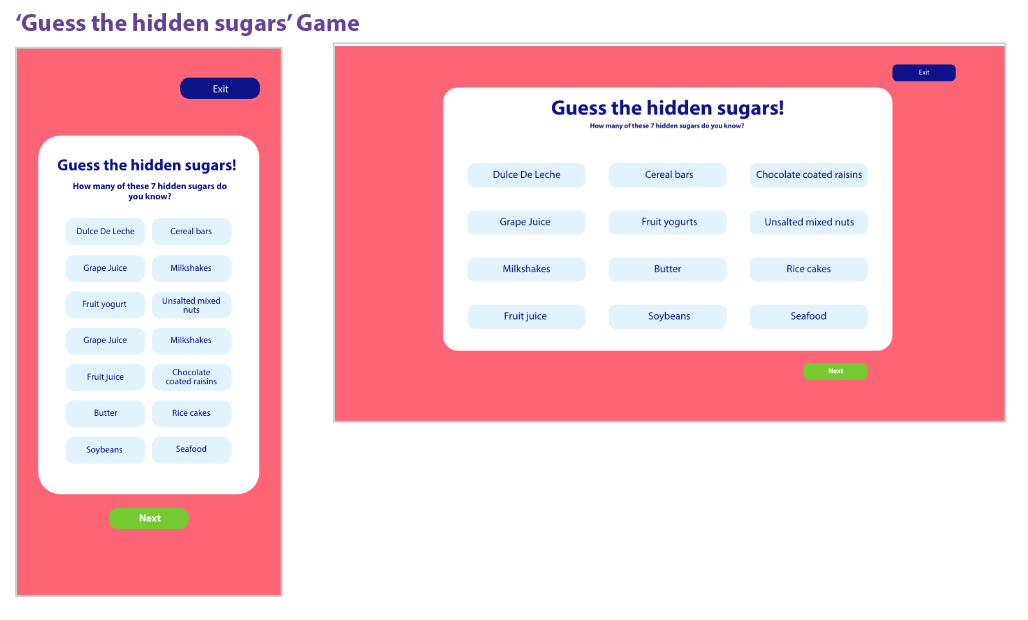 ‘Guess the hidden sugars’ Game
Exit
Guess the hidden sugars!
How many of these 7 hidden sugars do
you know?
Dulce De Leche
Cereal bars
Grape Juice
Milkshakes
Fruit yogurt
Unsalted mixed
nuts
Grape Juice
Milkshakes
Fruit juice
Chocolate
coated raisins
Butter
Rice cakes
Soybeans
Seafood
Next
Exit
Guess the hidden sugars!
How many of these 7 hidden sugars do you know?
Dulce De Leche
Cereal bars
Chocolate coated raisins
Grape Juice
Fruit yogurts
Unsalted mixed nuts
Milkshakes
Butter
Rice cakes
Fruit juice
Soybeans
Seafood
Next